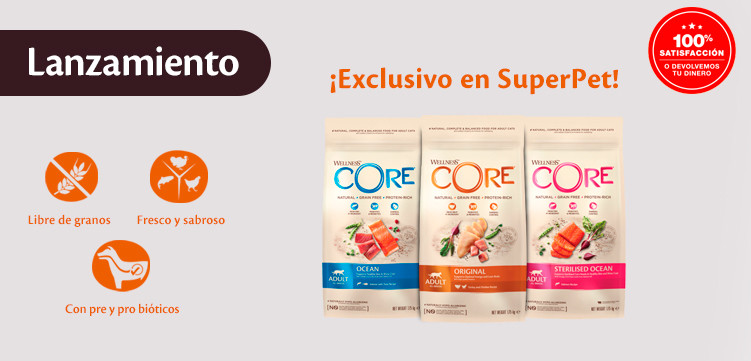 Lanzamiento
¡Exclusivo en SuperPet!
100%
SATISFACCIÓN
O DEVOLVEMOS
TU DINERO
Libre de granos
Fresco y sabroso
Con pre y pro bióticos
WELLNESS
CORE
NATURAL • GRAIN FREE • PROTEIN-RICH
OCEAN
ADULT
WELLNESS
CORE
NATURAL • GRAIN FREE • PROTEIN-RICH
ORIGINAL
ADULT
WELLNESS
CORE
NATURAL • GRAIN FREE • PROTEIN-RICH
STERILISED OCEAN
ADULT